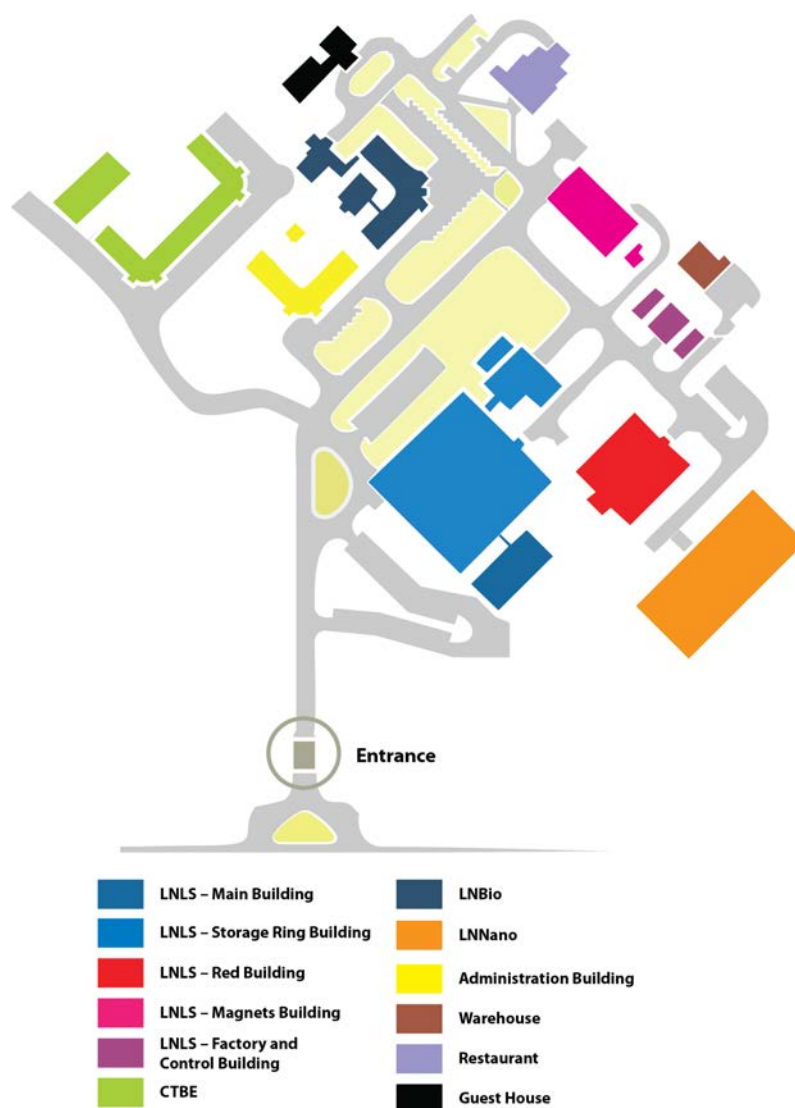 Entrance
LNLS – Main Building
LNLS – Storage Ring Building
LNLS – Red Building
LNLS – Magnets Building
LNLS – Factory and
Control Building
CTBE
LNBio
LNNano
Administration Building
Warehouse
Restaurant
Guest House